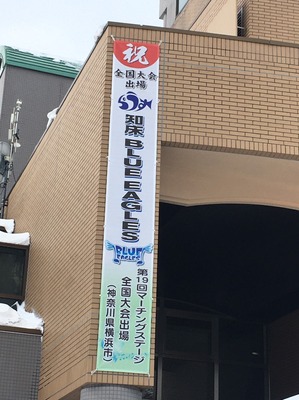 祝
全国大会
出場
知床 BLUE EAGLES
BLUE
EAGLES
第19回マーチングステージ
全国大会出場
(神奈川県横浜市)